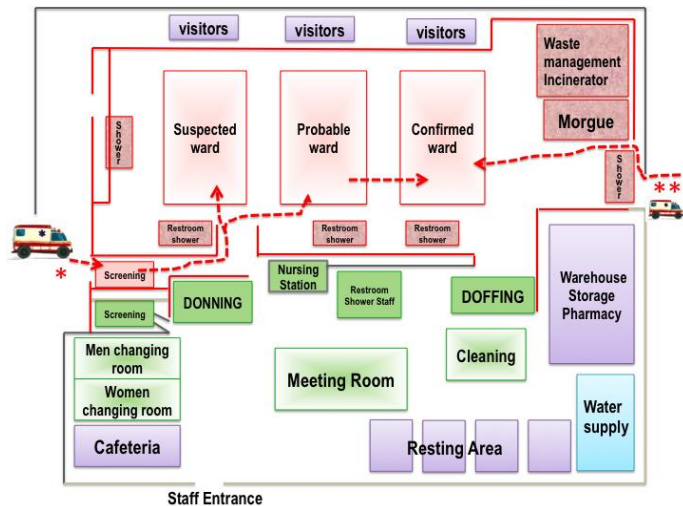 visitors
visitors
visitors
Waste
management
Incinerator
Morgue
Shower
Suspected
ward
Probable
ward
Confirmed
ward
Shower
**
Restroom
shower
Restroom
shower
Restroom
shower
*
Screening
Nursing
Station
DONNING
Restroom
Shower Staff
DOFFING
Warehouse
Storage
Pharmacy
Screening
Men changing
room
Women
changing room
Meeting Room
Cleaning
Cafeteria
Resting Area
Water
supply
Staff Entrance